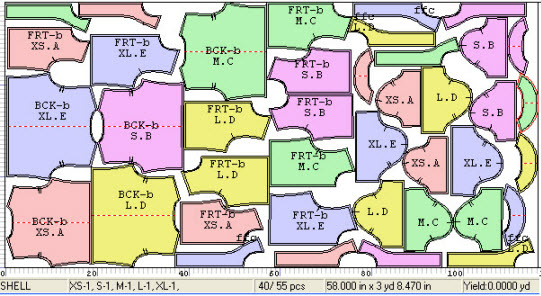 FRT-b
M.C
ffc
L.D
FRT-b
XS.A
FRT-b
XL.E
BCK-b
M.C
FRT-b
S.B
S.B
BCK-b
XL.E
BCK-b
S.B
FRT-b
L.D
FRT-b
S.B
XS.A
L.D
S.B
FRT-b
L.D
FRT-b
M.C
XL.E
XS.A
XL.E
BCK-b
XS.A
BCK-b
L.D
FRT-b
XS.A
ffc
FRT-b
XL.E
L.D
M.C
M.C
ffc
L.D
0 20 40 60 80 100
SHELL XS-1, S-1, M-1, L-1, XL-1, 40/ 55 pcs 58.000 in x 3 yd 8.470 in Yield:0.0000 yd